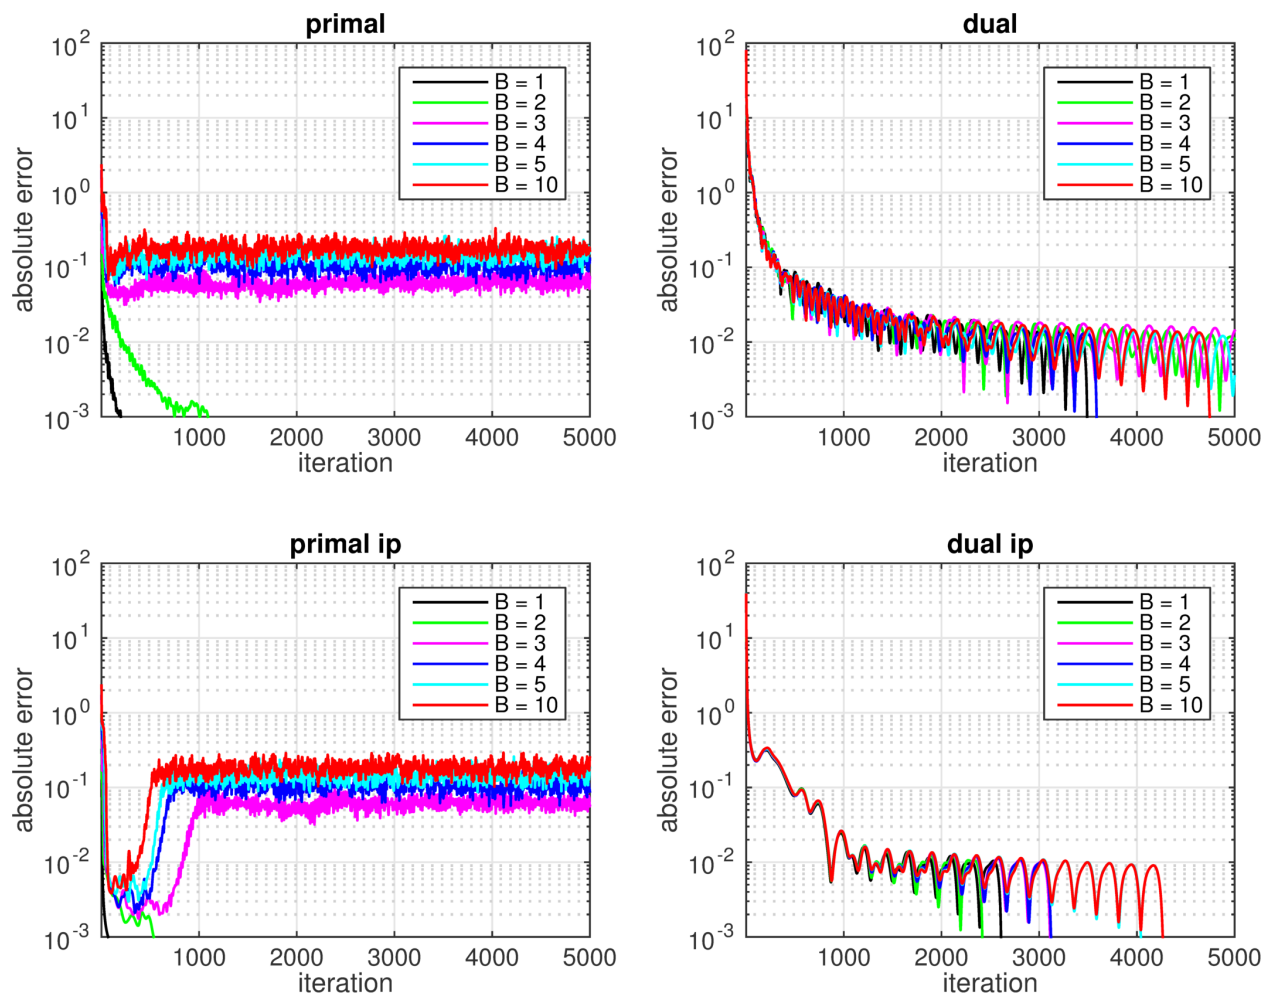 primal
10^2
10^1
10^0
10^-1
10^-2
10^-3
absolute error
B = 1
B = 2
B = 3
B = 4
B = 5
B = 10
1000 2000 3000 4000 5000
iteration
dual
10^2
10^1
10^0
10^-1
10^-2
10^-3
absolute error
B = 1
B = 2
B = 3
B = 4
B = 5
B = 10
1000 2000 3000 4000 5000
iteration
primal ip
10^2
10^1
10^0
10^-1
10^-2
10^-3
absolute error
B = 1
B = 2
B = 3
B = 4
B = 5
B = 10
1000 2000 3000 4000 5000
iteration
dual ip
10^2
10^1
10^0
10^-1
10^-2
10^-3
absolute error
B = 1
B = 2
B = 3
B = 4
B = 5
B = 10
1000 2000 3000 4000 5000
iteration